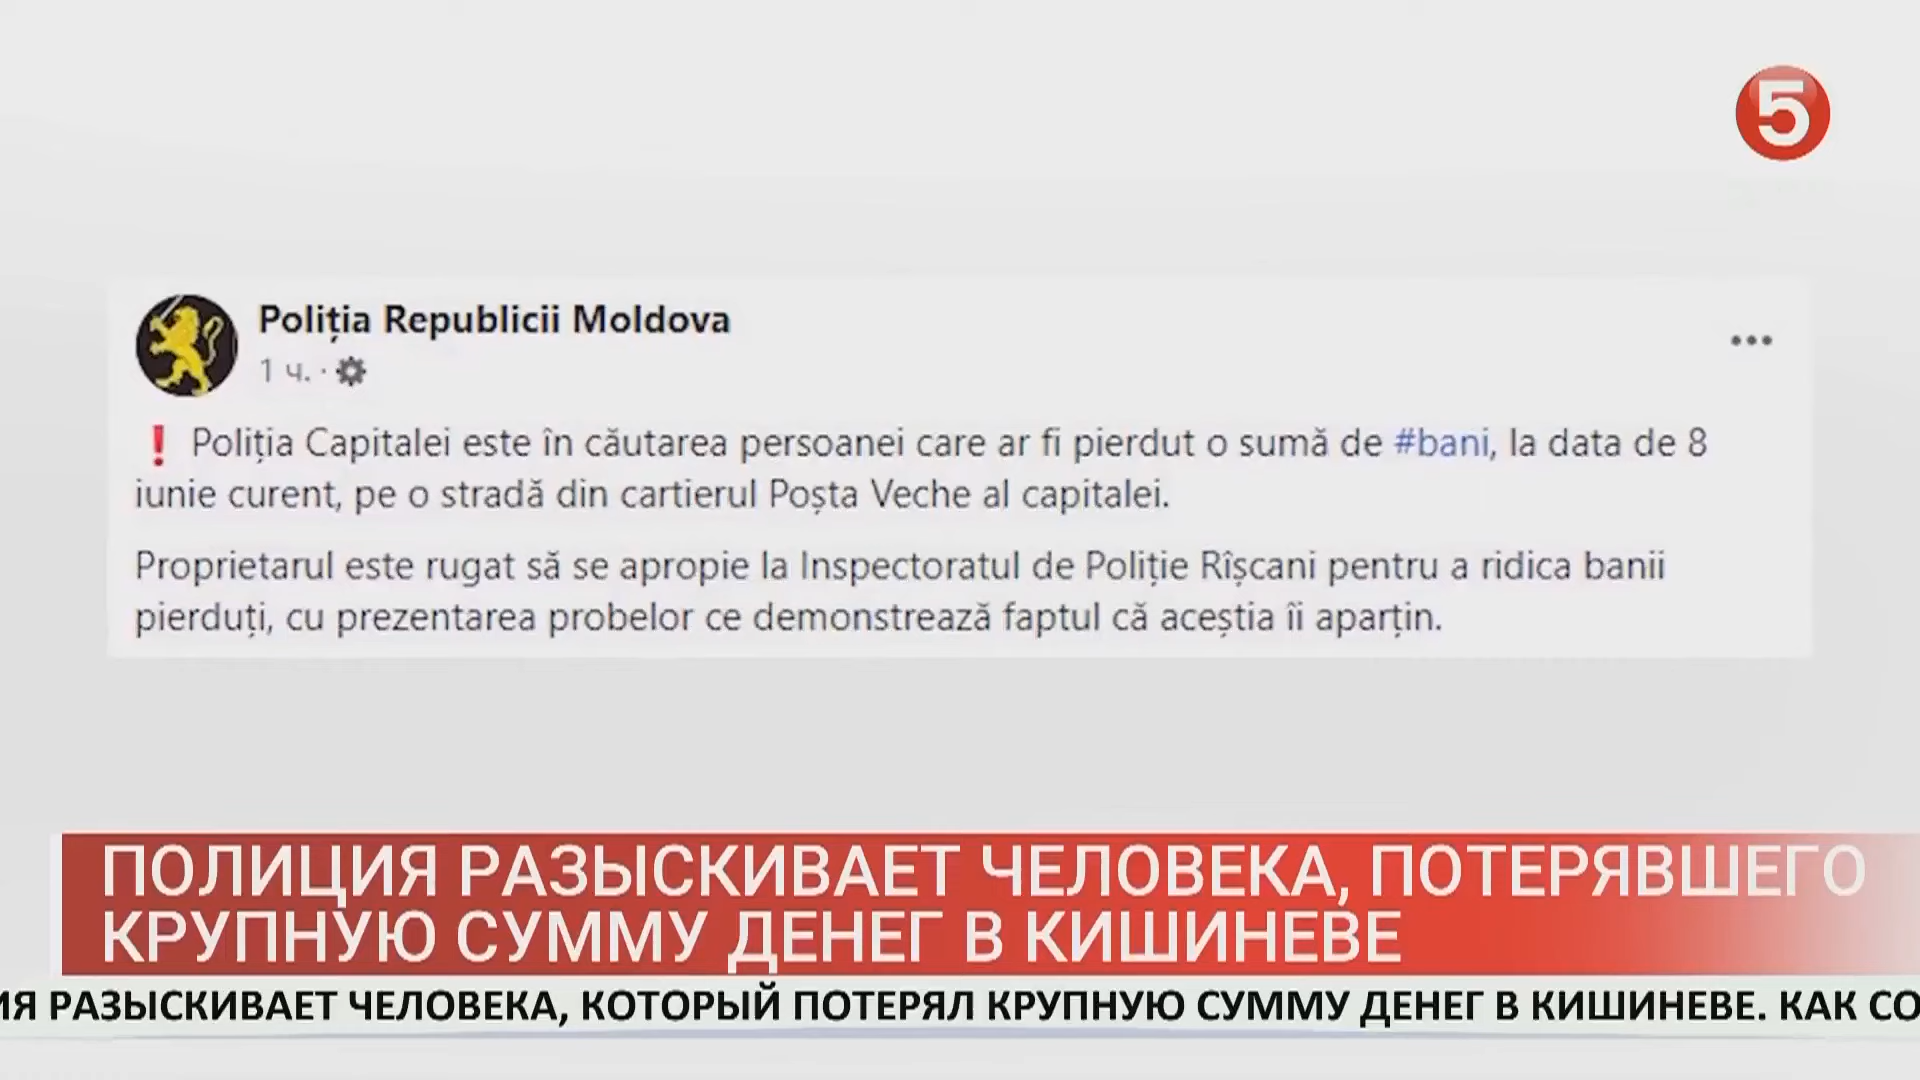 5
Poliția Republicii Moldova
1 ч. ·
❗ Poliția Capitalei este în căutarea persoanei care ar fi pierdut o sumă de #bani, la data de 8
iunie curent, pe o stradă din cartierul Poșta Veche al capitalei.
Proprietarul este rugat să se apropie la Inspectoratul de Poliție Rîșcani pentru a ridica banii
pierduți, cu prezentarea probelor ce demonstrează faptul că aceștia îi aparțin.
ПОЛИЦИЯ РАЗЫСКИВАЕТ ЧЕЛОВЕКА, ПОТЕРЯВШЕГО
КРУПНУЮ СУММУ ДЕНЕГ В КИШИНЕВЕ
ИЯ РАЗЫСКИВАЕТ ЧЕЛОВЕКА, КОТОРЫЙ ПОТЕРЯЛ КРУПНУЮ СУММУ ДЕНЕГ В КИШИНЕВЕ. КАК СО